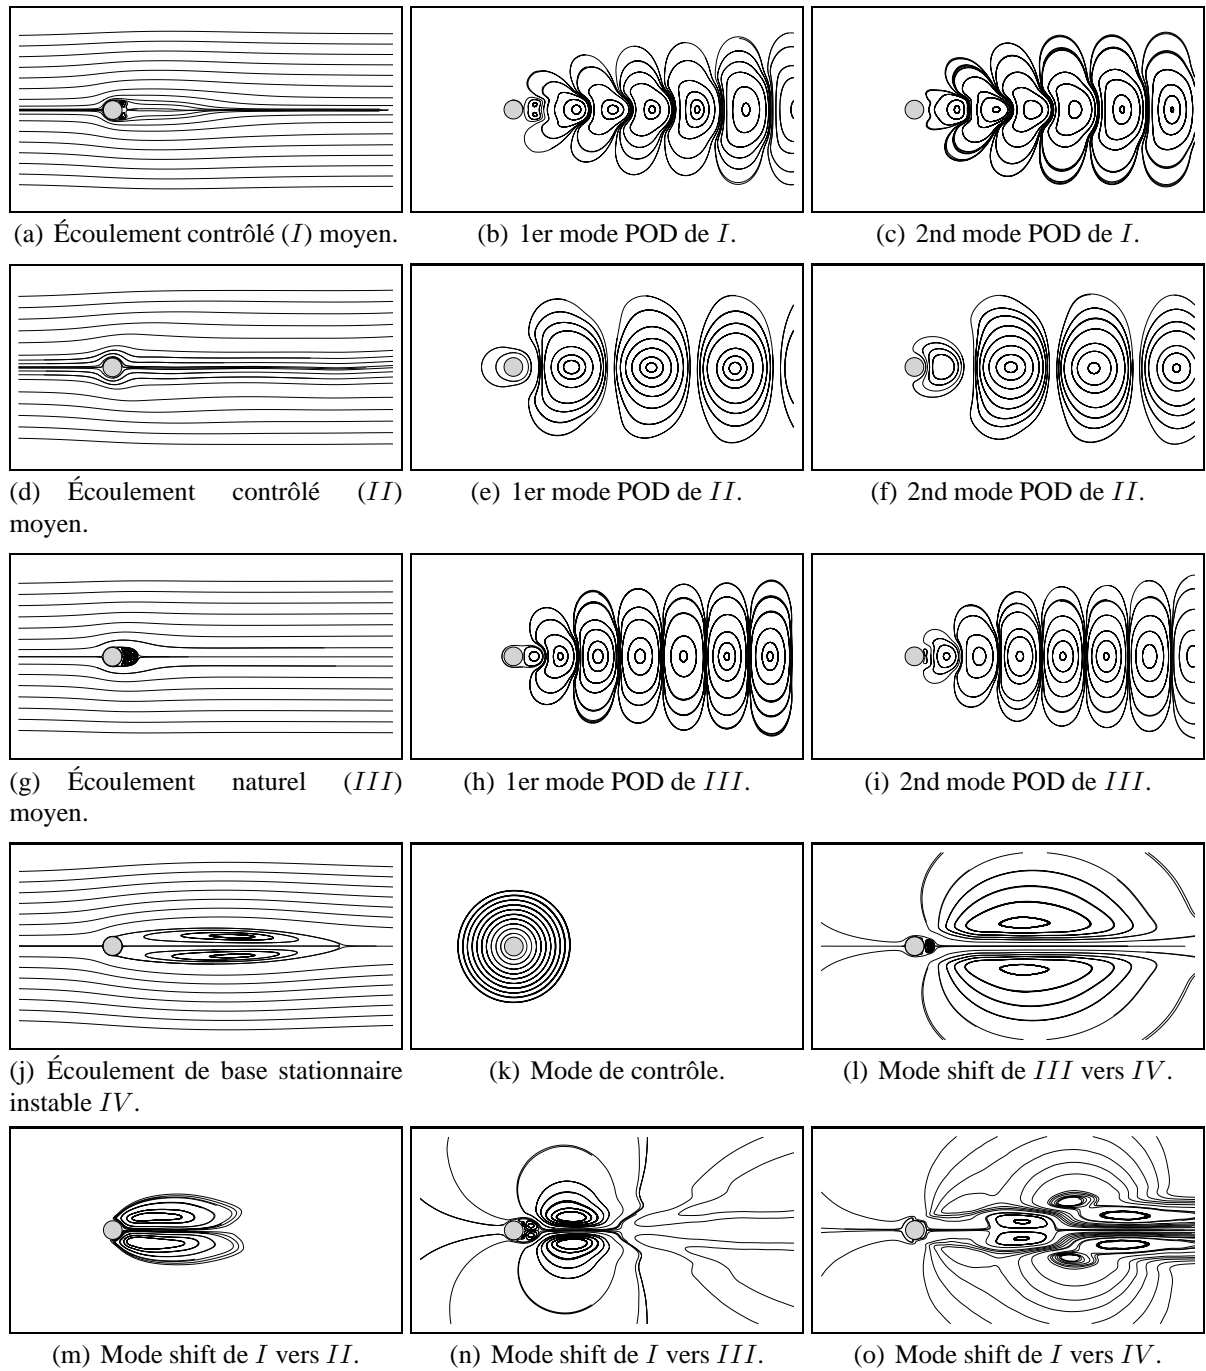 (a) Écoulement contrôlé (I) moyen.
(b) 1er mode POD de I.
(c) 2nd mode POD de I.
(d) Écoulement contrôlé (II)
moyen.
(e) 1er mode POD de II.
(f) 2nd mode POD de II.
(g) Écoulement naturel (III)
moyen.
(h) 1er mode POD de III.
(i) 2nd mode POD de III.
(j) Écoulement de base stationnaire
instable IV.
(k) Mode de contrôle.
(l) Mode shift de III vers IV.
(m) Mode shift de I vers II.
(n) Mode shift de I vers III.
(o) Mode shift de I vers IV.